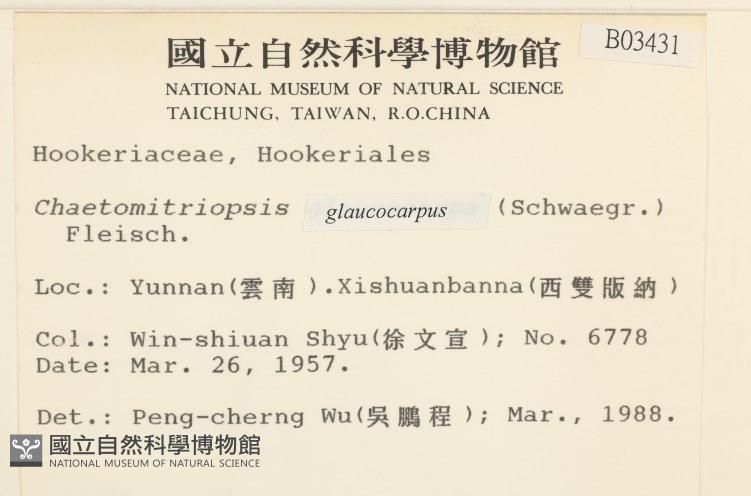 國立自然科學博物館
B03431
NATIONAL MUSEUM OF NATURAL SCIENCE
TAICHUNG, TAIWAN, R.O.CHINA
Hookeriaceae, Hookeriales
Chaetomitriopsis glaucocarpus (Schwaegr.)
Fleisch.
Loc.: Yunnan(雲南).Xishuanbanna(西雙版納)
Col.: Win-shiuan Shyu(徐文宣); No. 6778
Date: Mar. 26, 1957.
Det.: Peng-cherng Wu(吳鵬程); Mar., 1988.
國立自然科學博物館
NATIONAL MUSEUM OF NATURAL SCIENCE